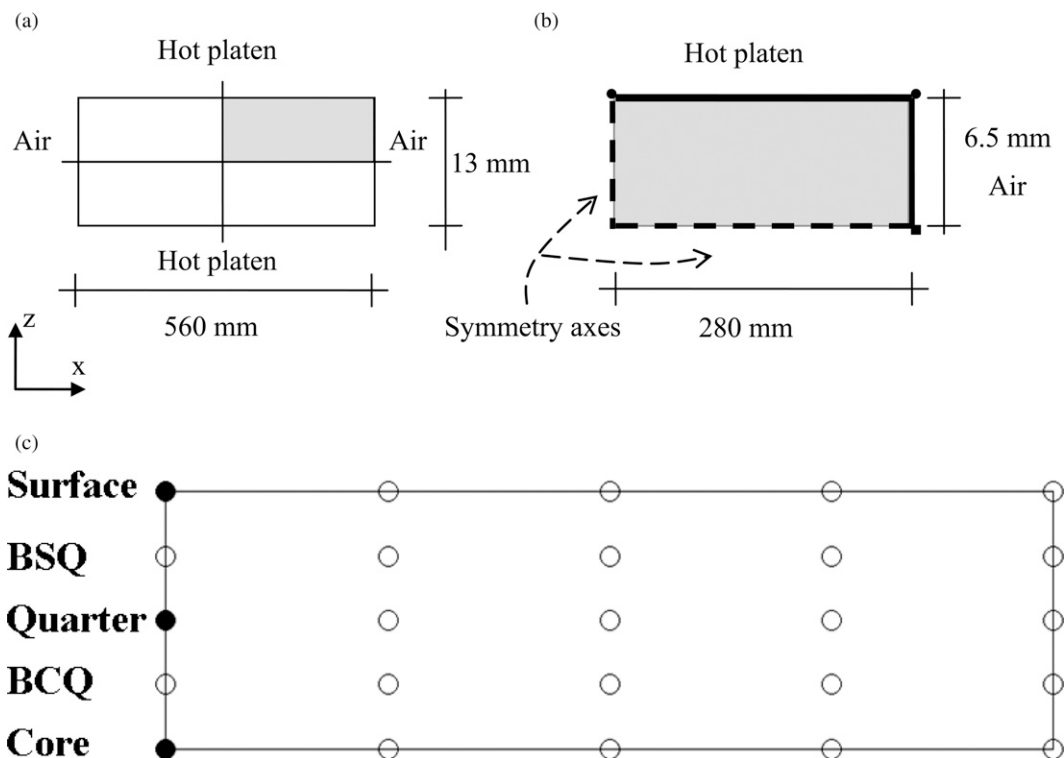 (a)
Hot platen
Air
Air
13 mm
Hot platen
560 mm
z
x
(b)
Hot platen
6.5 mm
Air
Symmetry axes
280 mm
(c)
Surface
BSQ
Quarter
BCQ
Core